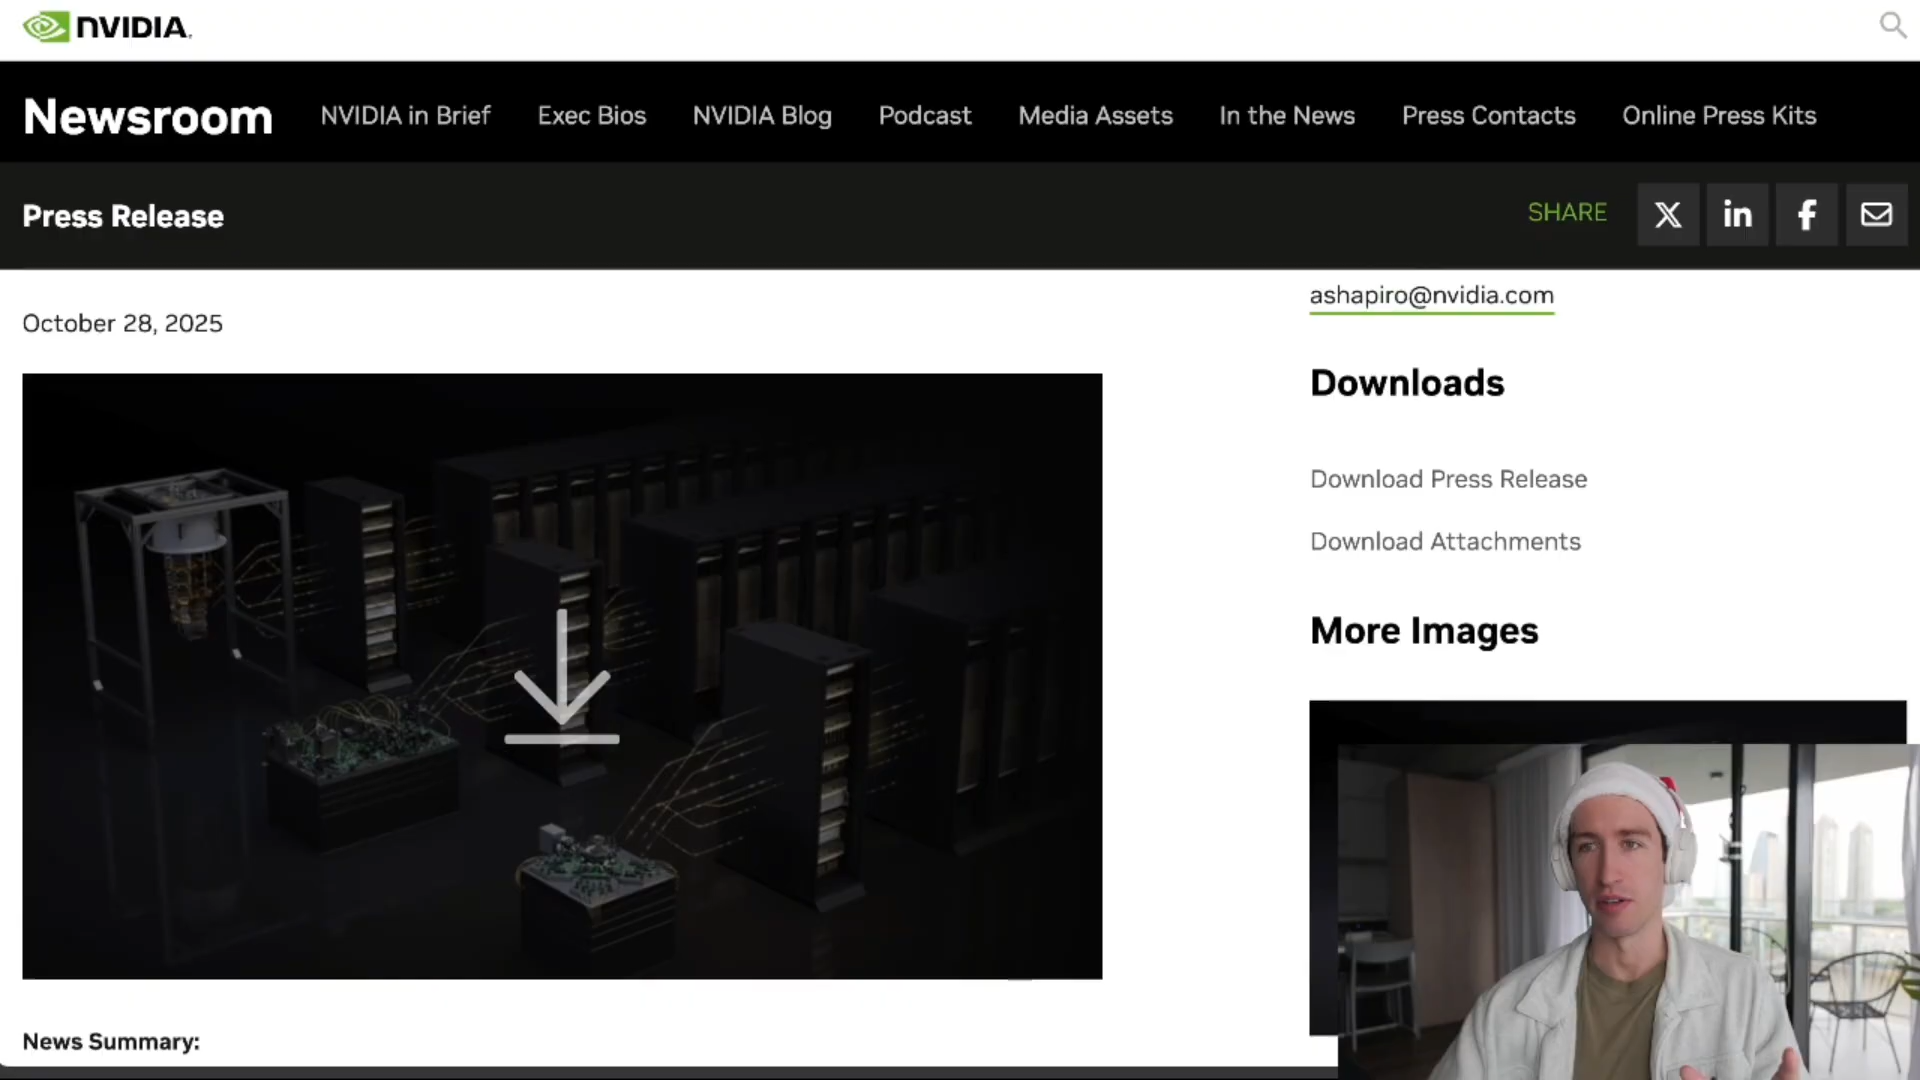 NVIDIA.
Newsroom
NVIDIA in Brief
Exec Bios
NVIDIA Blog
Podcast
Media Assets
In the News
Press Contacts
Online Press Kits
Press Release
SHARE
ashapiro@nvidia.com
October 28, 2025
Downloads
Download Press Release
Download Attachments
More Images
News Summary: